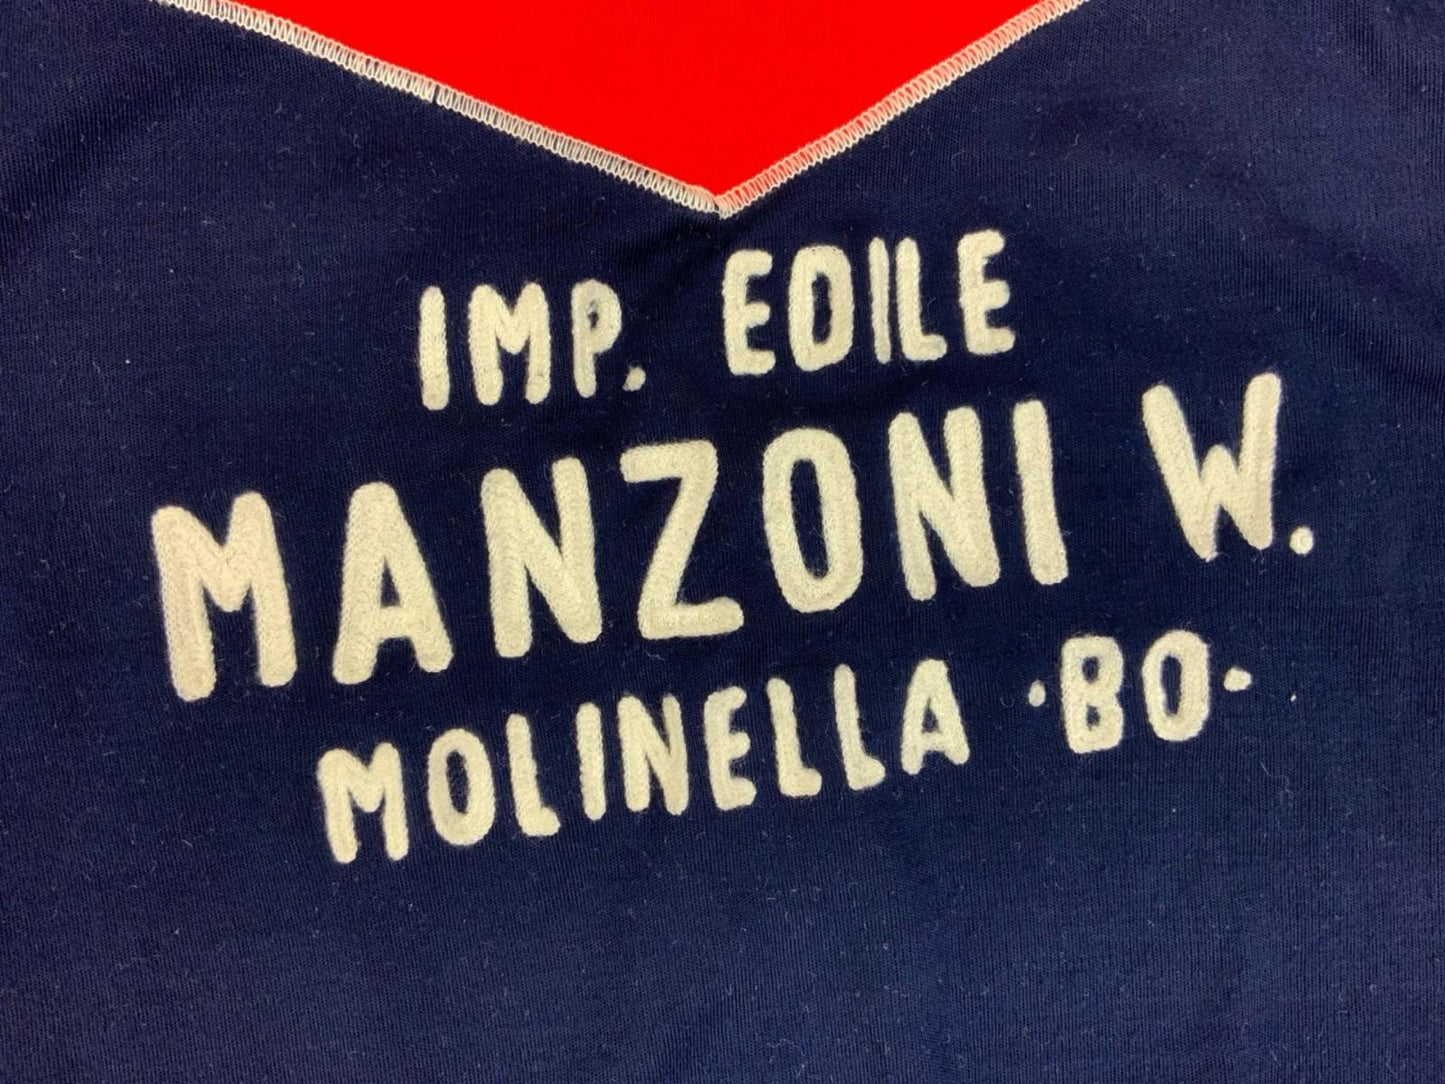 IMP. EDILE
MANZONI W.
MOLINELLA ·BO·